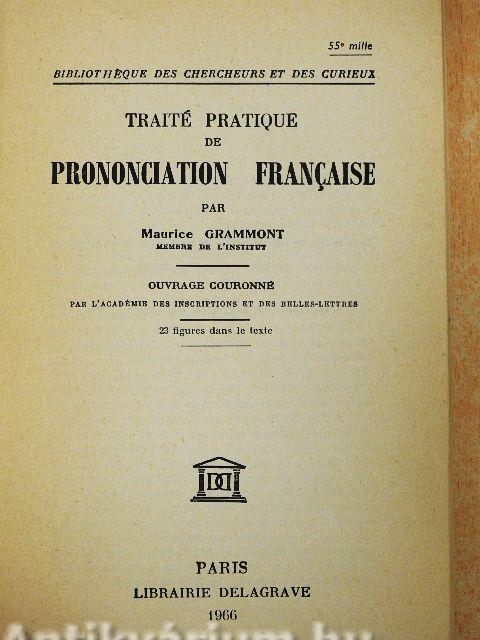 55e mille
BIBLIOTHÈQUE DES CHERCHEURS ET DES CURIEUX
TRAITÉ PRATIQUE
DE
PRONONCIATION FRANÇAISE
PAR
Maurice GRAMMONT
MEMBRE DE L'INSTITUT
OUVRAGE COURONNÉ
PAR L'ACADÉMIE DES INSCRIPTIONS ET DES BELLES-LETTRES
23 figures dans le texte
PARIS
LIBRAIRIE DELAGRAVE
1966
Antikvárium.hu